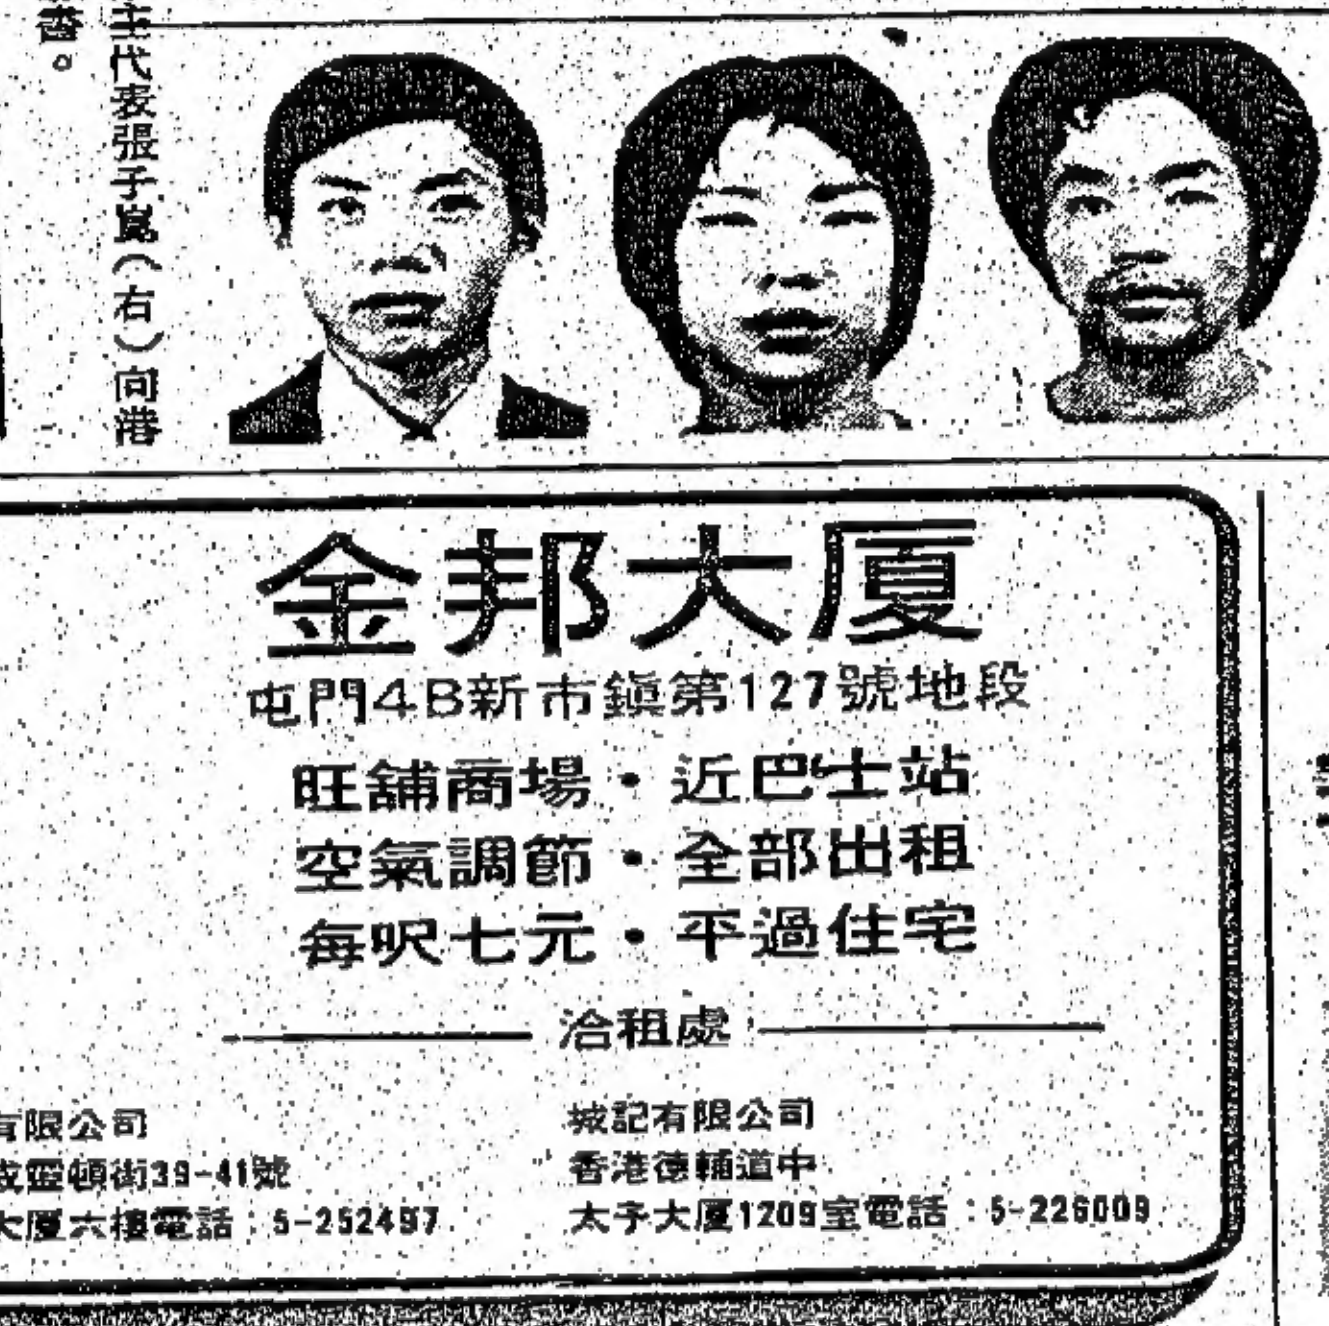 主代表張子嵬(右)向港
書。
金邦大厦
屯門4B新市鎮第127號地段
旺舖商場・近巴士站
空氣調節・全部出租
每呎七元・平過住宅
洽租處
有限公司
城記有限公司
威靈頓街39-41號
香港德輔道中
大厦六樓電話：5-252497
太子大厦1209室電話：5-226009